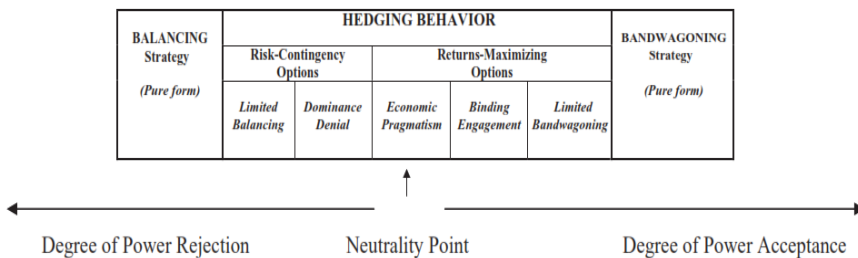 HEDGING BEHAVIOR
BALANCING
Strategy
(Pure form)
Risk-Contingency
Options
Returns-Maximizing
Options
Limited
Balancing
Dominance
Denial
Economic
Pragmatism
Binding
Engagement
Limited
Bandwagoning
BANDWAGONING
Strategy
(Pure form)
Degree of Power Rejection
Neutrality Point
Degree of Power Acceptance